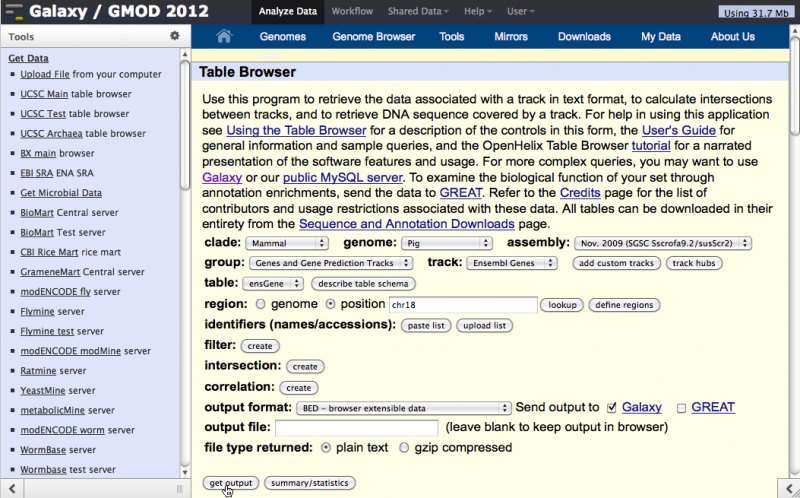 Galaxy / GMOD 2012
Analyze Data Workflow Shared Data Help User Using 31.7 Mb
Tools
Get Data
Upload File from your computer
UCSC Main table browser
UCSC Test table browser
UCSC Archaea table browser
BX main browser
EBI SRA ENA SRA
Get Microbial Data
BioMart Central server
BioMart Test server
CBI Rice Mart rice mart
GrameneMart Central server
modENCODE fly server
Flymine server
Flymine test server
modENCODE modMine server
Ratmine server
YeastMine server
metabolicMine server
modENCODE worm server
WormBase server
Wormbase test server
Genomes Genome Browser Tools Mirrors Downloads My Data About Us
Table Browser
Use this program to retrieve the data associated with a track in text format, to calculate intersections
between tracks, and to retrieve DNA sequence covered by a track. For help in using this application
see Using the Table Browser for a description of the controls in this form, the User's Guide for
general information and sample queries, and the OpenHelix Table Browser tutorial for a narrated
presentation of the software features and usage. For more complex queries, you may want to use
Galaxy or our public MySQL server. To examine the biological function of your set through
annotation enrichments, send the data to GREAT. Refer to the Credits page for the list of
contributors and usage restrictions associated with these data. All tables can be downloaded in their
entirety from the Sequence and Annotation Downloads page.
clade: Mammal genome: Pig assembly: Nov. 2009 (SGSC Sscrofa9.2/susScr2)
group: Genes and Gene Prediction Tracks track: Ensembl Genes add custom tracks track hubs
table: ensGene describe table schema
region: genome position chr18 lookup define regions
identifiers (names/accessions): paste list upload list
filter: create
intersection: create
correlation: create
output format: BED - browser extensible data Send output to Galaxy GREAT
output file: (leave blank to keep output in browser)
file type returned: plain text gzip compressed
get output summary/statistics